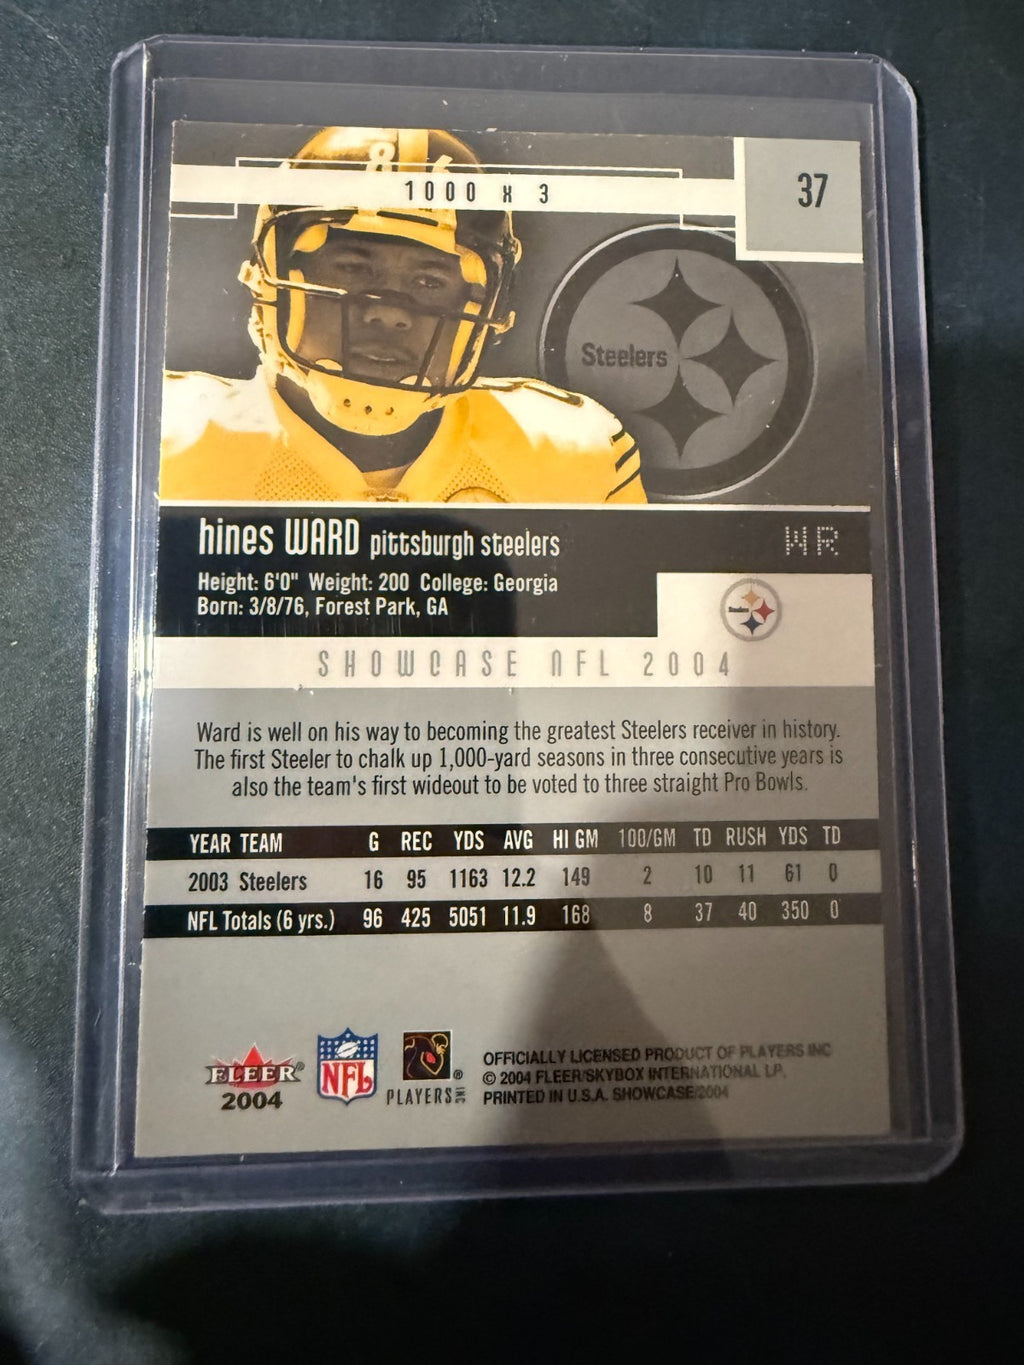 86
1000 x 3
37
Steelers
hines WARD pittsburgh steelers
WR
Height: 6'0" Weight: 200 College: Georgia
Born: 3/8/76, Forest Park, GA
Steelers
SHOWCASE NFL 2004
Ward is well on his way to becoming the greatest Steelers receiver in history.
The first Steeler to chalk up 1,000-yard seasons in three consecutive years is
also the team's first wideout to be voted to three straight Pro Bowls.
YEAR TEAM G REC YDS AVG HI GM 100/GM TD RUSH YDS TD
2003 Steelers 16 95 1163 12.2 149 2 10 11 61 0
NFL Totals (6 yrs.) 96 425 5051 11.9 168 8 37 40 350 0
FLEER®
2004
NFL
PLAYERS INC ®
OFFICIALLY LICENSED PRODUCT OF PLAYERS INC
© 2004 FLEER/SKYBOX INTERNATIONAL LP.
PRINTED IN U.S.A. SHOWCASE/2004